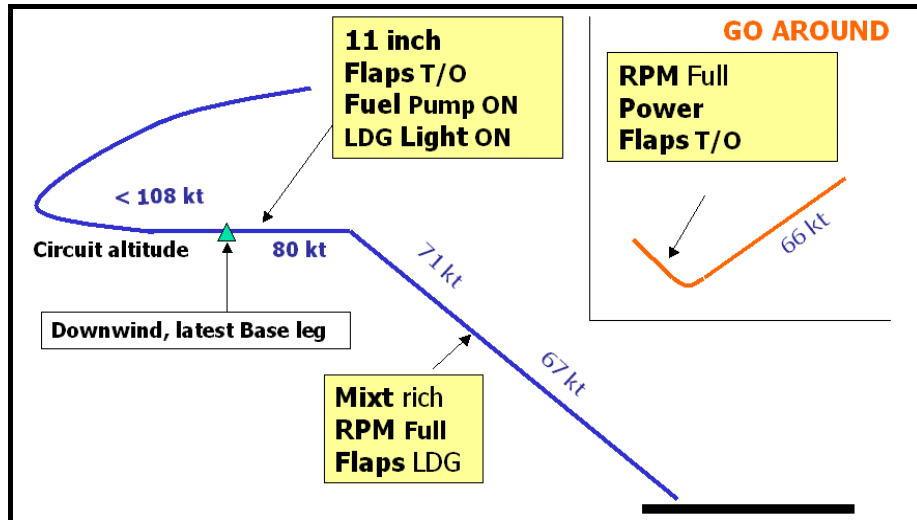 11 inch
Flaps T/O
Fuel Pump ON
LDG Light ON
GO AROUND
RPM Full
Power
Flaps T/O
< 108 kt
Circuit altitude
80 kt
71 kt
66 kt
Downwind, latest Base leg
67 kt
Mixt rich
RPM Full
Flaps LDG